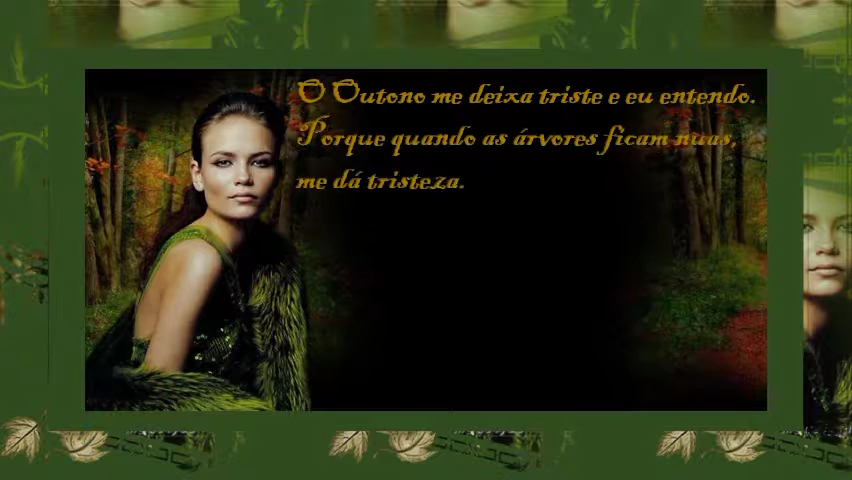 O Outono me deixa triste e eu entendo.
Porque quando as árvores ficam nuas,
me dá tristeza.